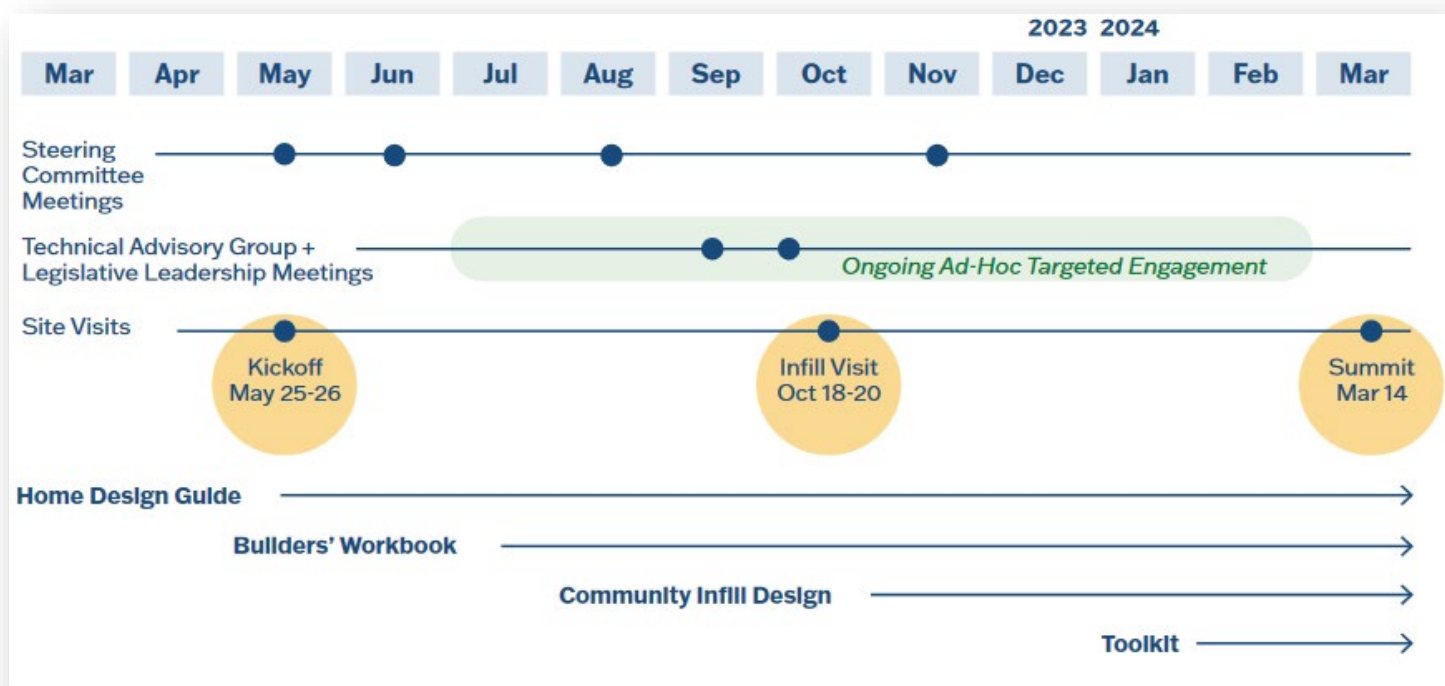 2023 2024
Mar Apr May Jun Jul Aug Sep Oct Nov Dec Jan Feb Mar
Steering
Committee
Meetings
Technical Advisory Group +
Legislative Leadership Meetings
Ongoing Ad-Hoc Targeted Engagement
Site Visits
Kickoff
May 25-26
Infill Visit
Oct 18-20
Summit
Mar 14
Home Design Guide
Builders’ Workbook
Community Infill Design
Toolkit